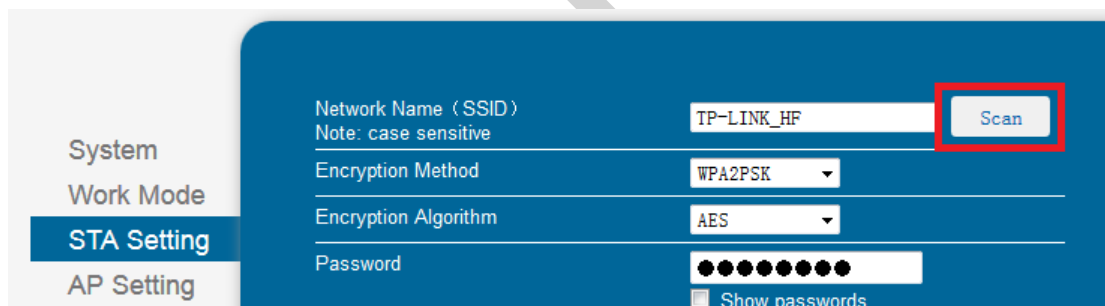 Network Name（SSID）
Note: case sensitive
TP-LINK_HF
Scan
System
Work Mode
STA Setting
AP Setting
Encryption Method
WPA2PSK
Encryption Algorithm
AES
Password
Show passwords